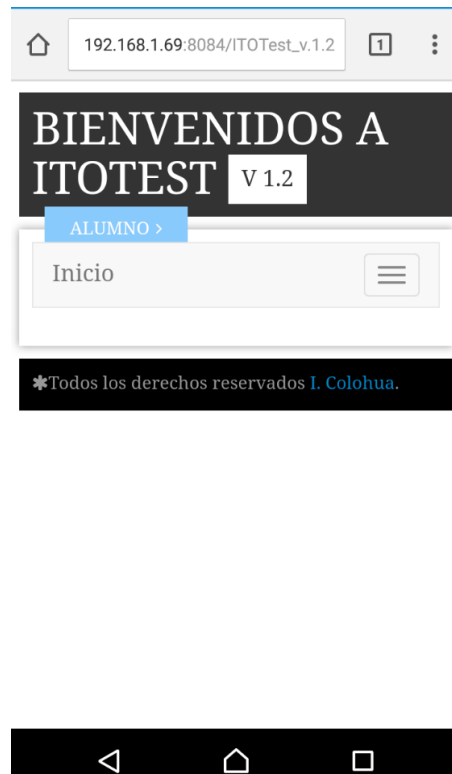 192.168.1.69:8084/ITOTest_v.1.2
1
BIENVENIDOS A
ITOTEST V 1.2
ALUMNO >
Inicio
✱Todos los derechos reservados I. Colohua.